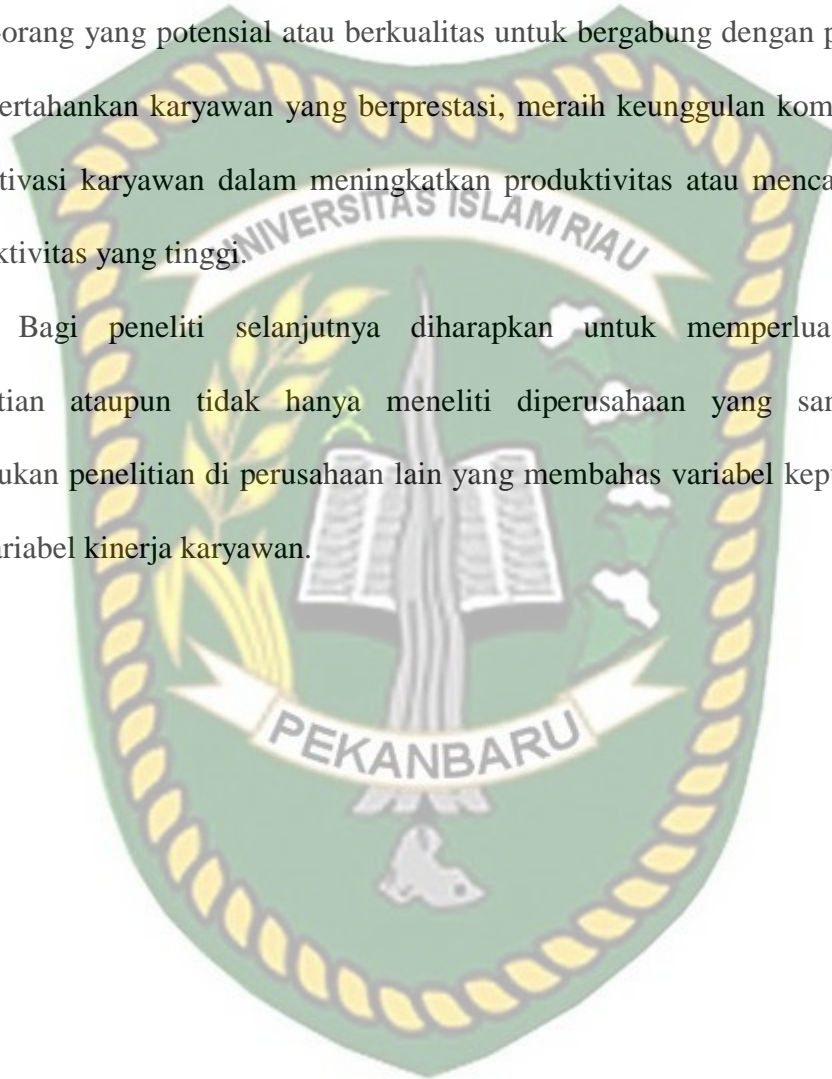 -orang yang potensial atau berkualitas untuk bergabung dengan p
ertahankan karyawan yang berprestasi, meraih keunggulan kom
tivasi karyawan dalam meningkatkan produktivitas atau menca
ktivitas yang tinggi.
UNIVERSITAS ISLAM RIAU
Bagi peneliti selanjutnya diharapkan untuk memperlua
tian ataupun tidak hanya meneliti diperusahaan yang sar
ukan penelitian di perusahaan lain yang membahas variabel kep
ariabel kinerja karyawan.
PEKANBARU